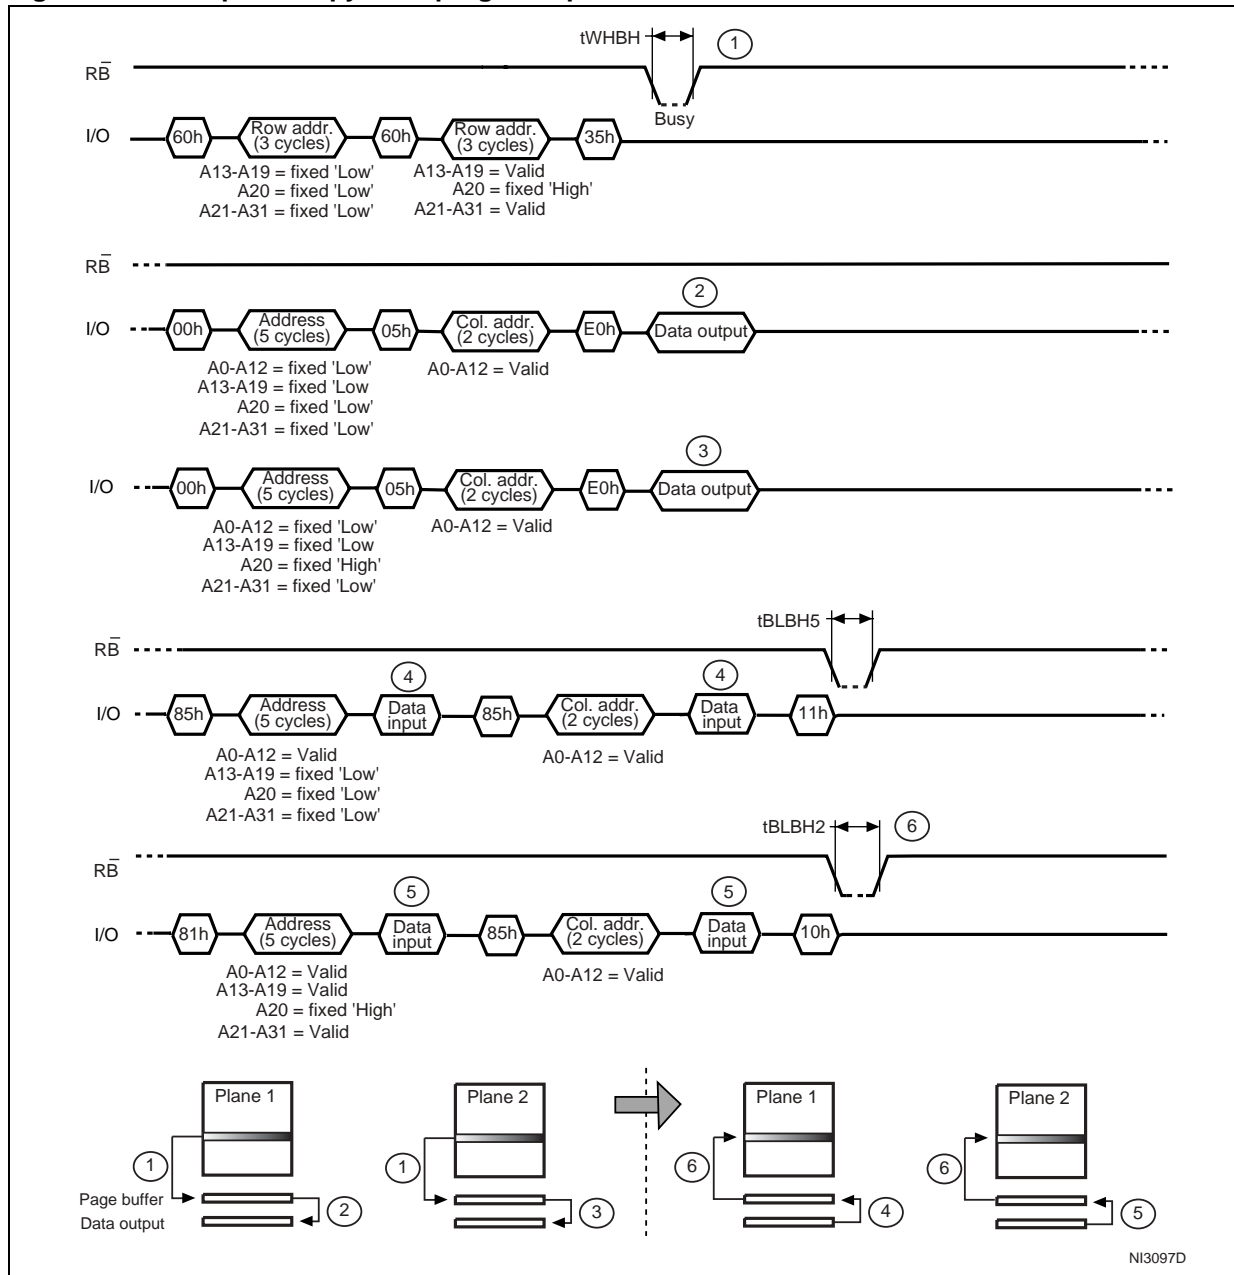 tWHBH
1
RB̅
Busy
I/O
60h
Row addr.
(3 cycles)
60h
Row addr.
(3 cycles)
35h
A13-A19 = fixed 'Low'
A20 = fixed 'Low'
A21-A31 = fixed 'Low'
A13-A19 = Valid
A20 = fixed 'High'
A21-A31 = Valid
RB̅
2
I/O
00h
Address
(5 cycles)
05h
Col. addr.
(2 cycles)
E0h
Data output
A0-A12 = fixed 'Low'
A13-A19 = fixed 'Low
A20 = fixed 'Low'
A21-A31 = fixed 'Low'
A0-A12 = Valid
3
I/O
00h
Address
(5 cycles)
05h
Col. addr.
(2 cycles)
E0h
Data output
A0-A12 = fixed 'Low'
A13-A19 = fixed 'Low
A20 = fixed 'High'
A21-A31 = fixed 'Low'
A0-A12 = Valid
tBLBH5
RB̅
4
4
I/O
85h
Address
(5 cycles)
Data
input
85h
Col. addr.
(2 cycles)
Data
input
11h
A0-A12 = Valid
A13-A19 = fixed 'Low'
A20 = fixed 'Low'
A21-A31 = fixed 'Low'
A0-A12 = Valid
tBLBH2
6
RB̅
5
5
I/O
81h
Address
(5 cycles)
Data
input
85h
Col. addr.
(2 cycles)
Data
input
10h
A0-A12 = Valid
A13-A19 = Valid
A20 = fixed 'High'
A21-A31 = Valid
A0-A12 = Valid
Plane 1
Plane 2
Plane 1
Plane 2
1
1
6
6
Page buffer
Data output
2
3
4
5
NI3097D